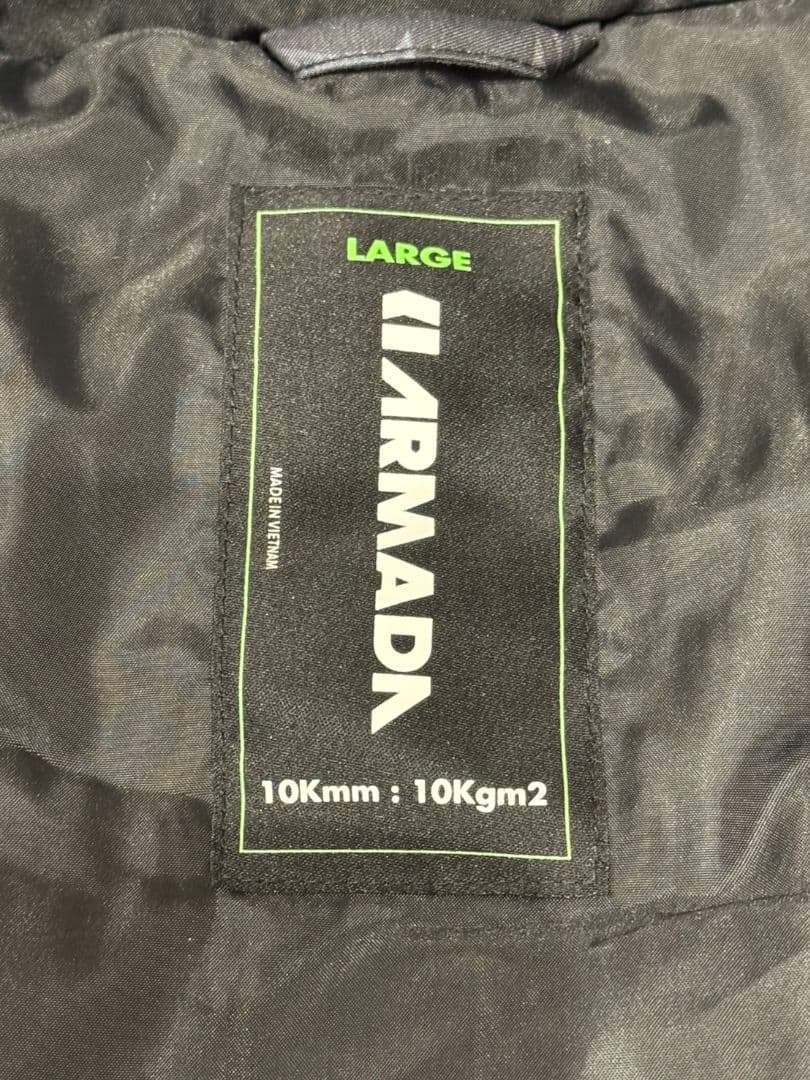 LARGE
ARMADA
MADE IN VIETNAM
10Kmm : 10Kgm2